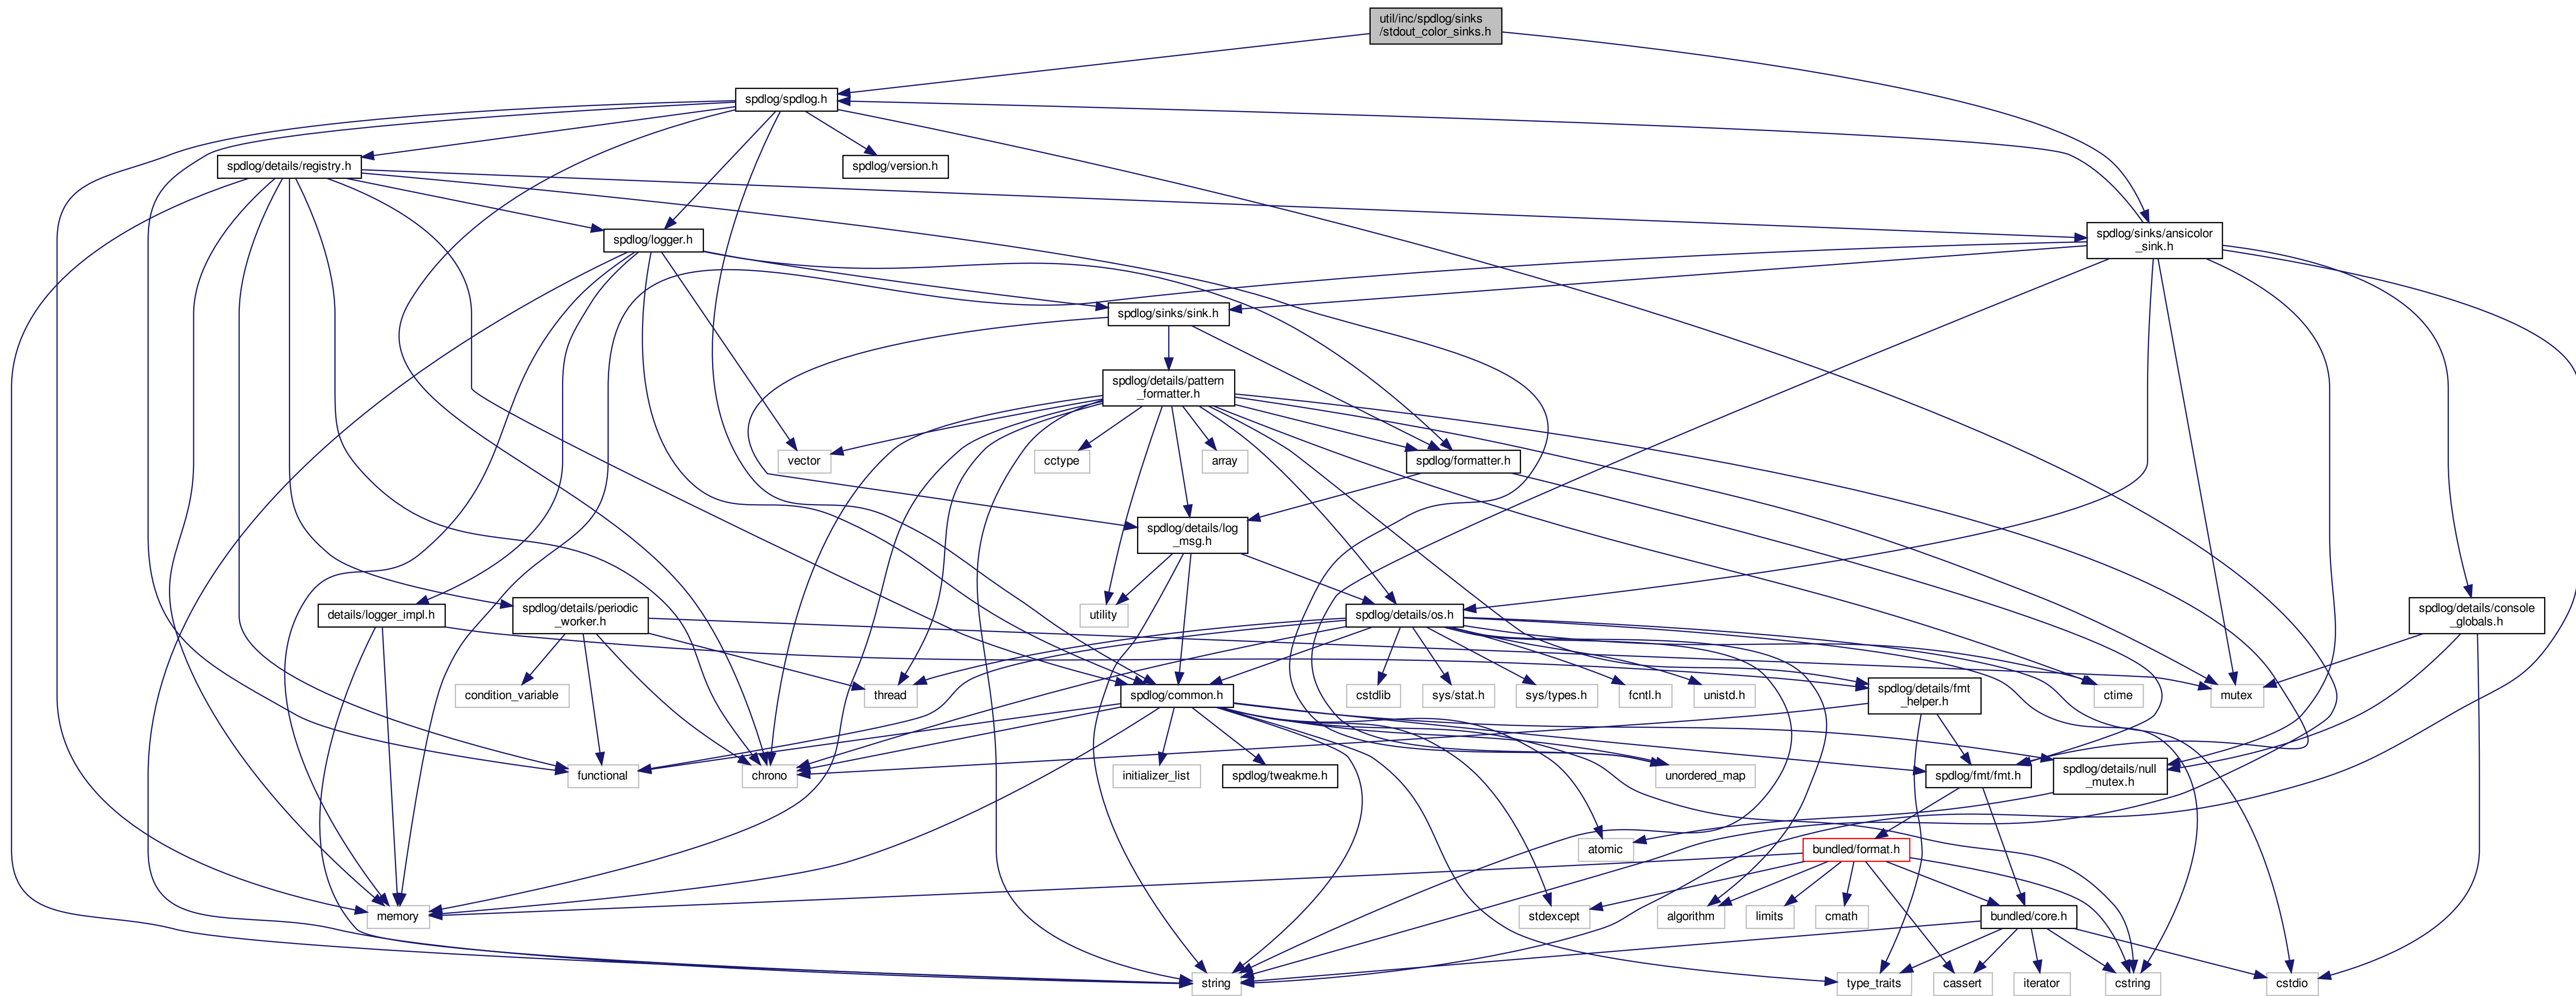 util/inc/spdlog/sinks
/stdout_color_sinks.h
spdlog/spdlog.h
spdlog/details/registry.h
spdlog/version.h
spdlog/logger.h
spdlog/sinks/ansicolor
_sink.h
spdlog/sinks/sink.h
spdlog/details/pattern
_formatter.h
vector
cctype
array
spdlog/formatter.h
spdlog/details/log
_msg.h
details/logger_impl.h
spdlog/details/periodic
_worker.h
utility
spdlog/details/os.h
spdlog/details/console
_globals.h
condition_variable
thread
spdlog/common.h
cstdlib
sys/stat.h
sys/types.h
fcntl.h
unistd.h
spdlog/details/fmt
_helper.h
ctime
mutex
functional
chrono
initializer_list
spdlog/tweakme.h
unordered_map
spdlog/fmt/fmt.h
spdlog/details/null
_mutex.h
atomic
bundled/format.h
memory
stdexcept
algorithm
limits
cmath
bundled/core.h
string
type_traits
cassert
iterator
cstring
cstdio